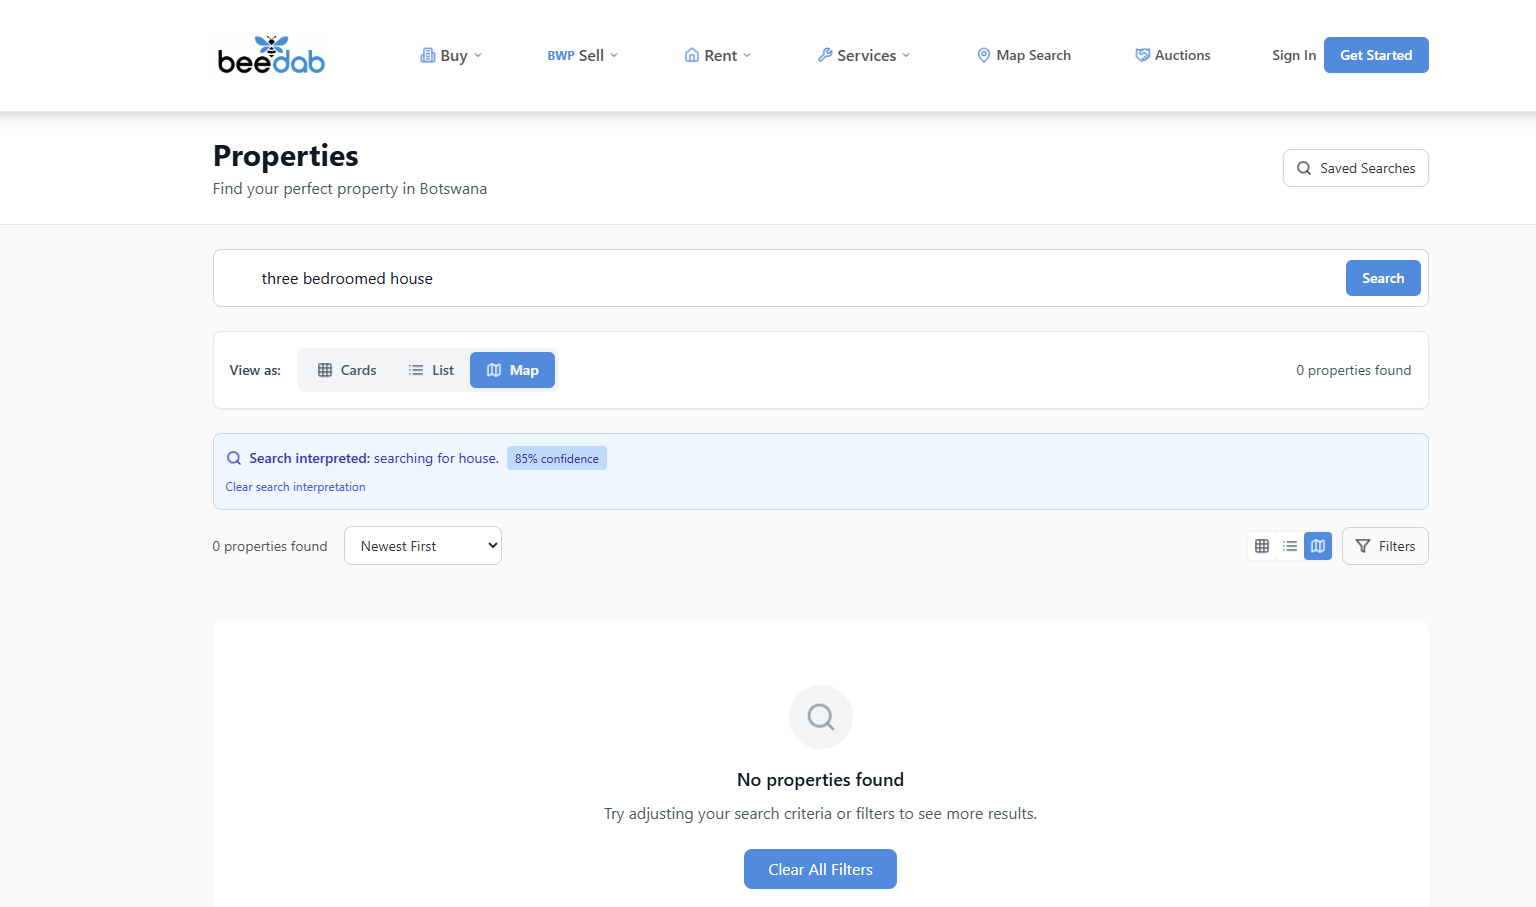 beedab
Buy
BWP Sell
Rent
Services
Map Search
Auctions
Sign In
Get Started
Properties
Find your perfect property in Botswana
Saved Searches
three bedroomed house
Search
View as:
Cards
List
Map
0 properties found
Search interpreted: searching for house. 85% confidence
Clear search interpretation
0 properties found
Newest First
Filters
No properties found
Try adjusting your search criteria or filters to see more results.
Clear All Filters